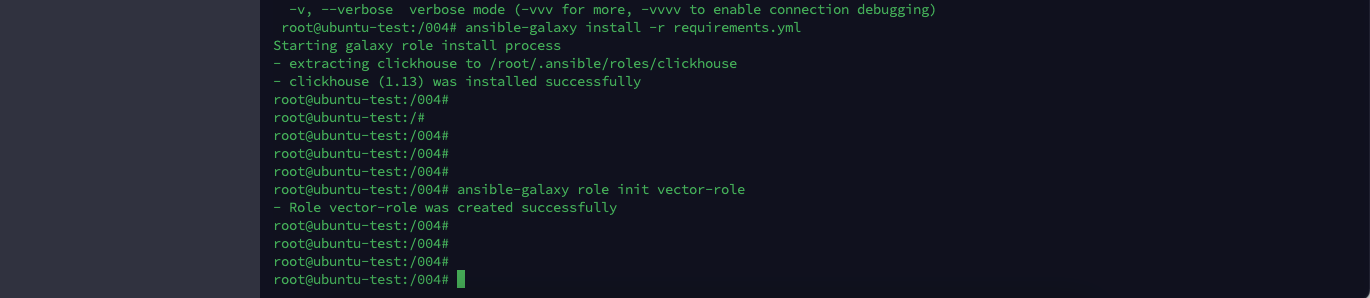 -v, --verbose  verbose mode (-vvv for more, -vvvv to enable connection debugging)
root@ubuntu-test:/004# ansible-galaxy install -r requirements.yml
Starting galaxy role install process
- extracting clickhouse to /root/.ansible/roles/clickhouse
- clickhouse (1.13) was installed successfully
root@ubuntu-test:/004#
root@ubuntu-test:/#
root@ubuntu-test:/004#
root@ubuntu-test:/004#
root@ubuntu-test:/004#
root@ubuntu-test:/004# ansible-galaxy role init vector-role
- Role vector-role was created successfully
root@ubuntu-test:/004#
root@ubuntu-test:/004#
root@ubuntu-test:/004#
root@ubuntu-test:/004#